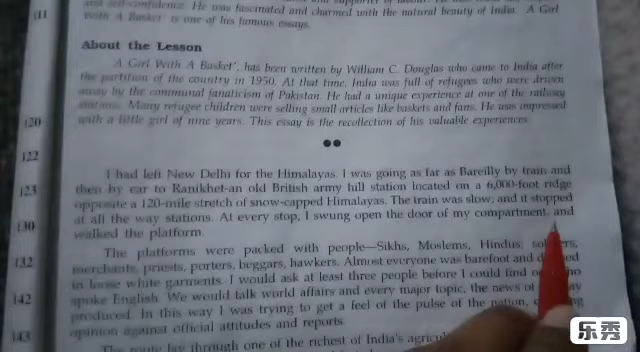 and self-confidence. He was fascinated and charmed with the natural beauty of India. A Girl
With A Basket' is one of his famous essays.
About the Lesson
A Girl With A Basket', has been written by William C. Douglas who came to India after
the partition of the country in 1950. At that time, India was full of refugees who were driven
away by the communal fanaticism of Pakistan. He had a unique experience at one of the railway
stations. Many refugee children were selling small articles like baskets and fans. He was impressed
with a little girl of nine years. This essay is the recollection of his valuable experiences.
I had left New Delhi for the Himalayas. I was going as far as Bareilly by train and
then by car to Ranikhet-an old British army hill station located on a 6,000-foot ridge
opposite a 120-mile stretch of snow-capped Himalayas. The train was slow; and it stopped
at all the way stations. At every stop, I swung open the door of my compartment, and
walked the platform.
The platforms were packed with people—Sikhs, Moslems, Hindus,
merchants, priests, porters, beggars, hawkers. Almost everyone was barefoot and
in loose white garments. I would ask at least three people before I could find
spoke English. We would talk world affairs and every major topic, the news of
produced. In this way I was trying to get a feel of the pulse of the nation,
opinion against official attitudes and reports.
The route lay through one of the richest of India's
111
120
122
123
130
132
142
143
乐秀